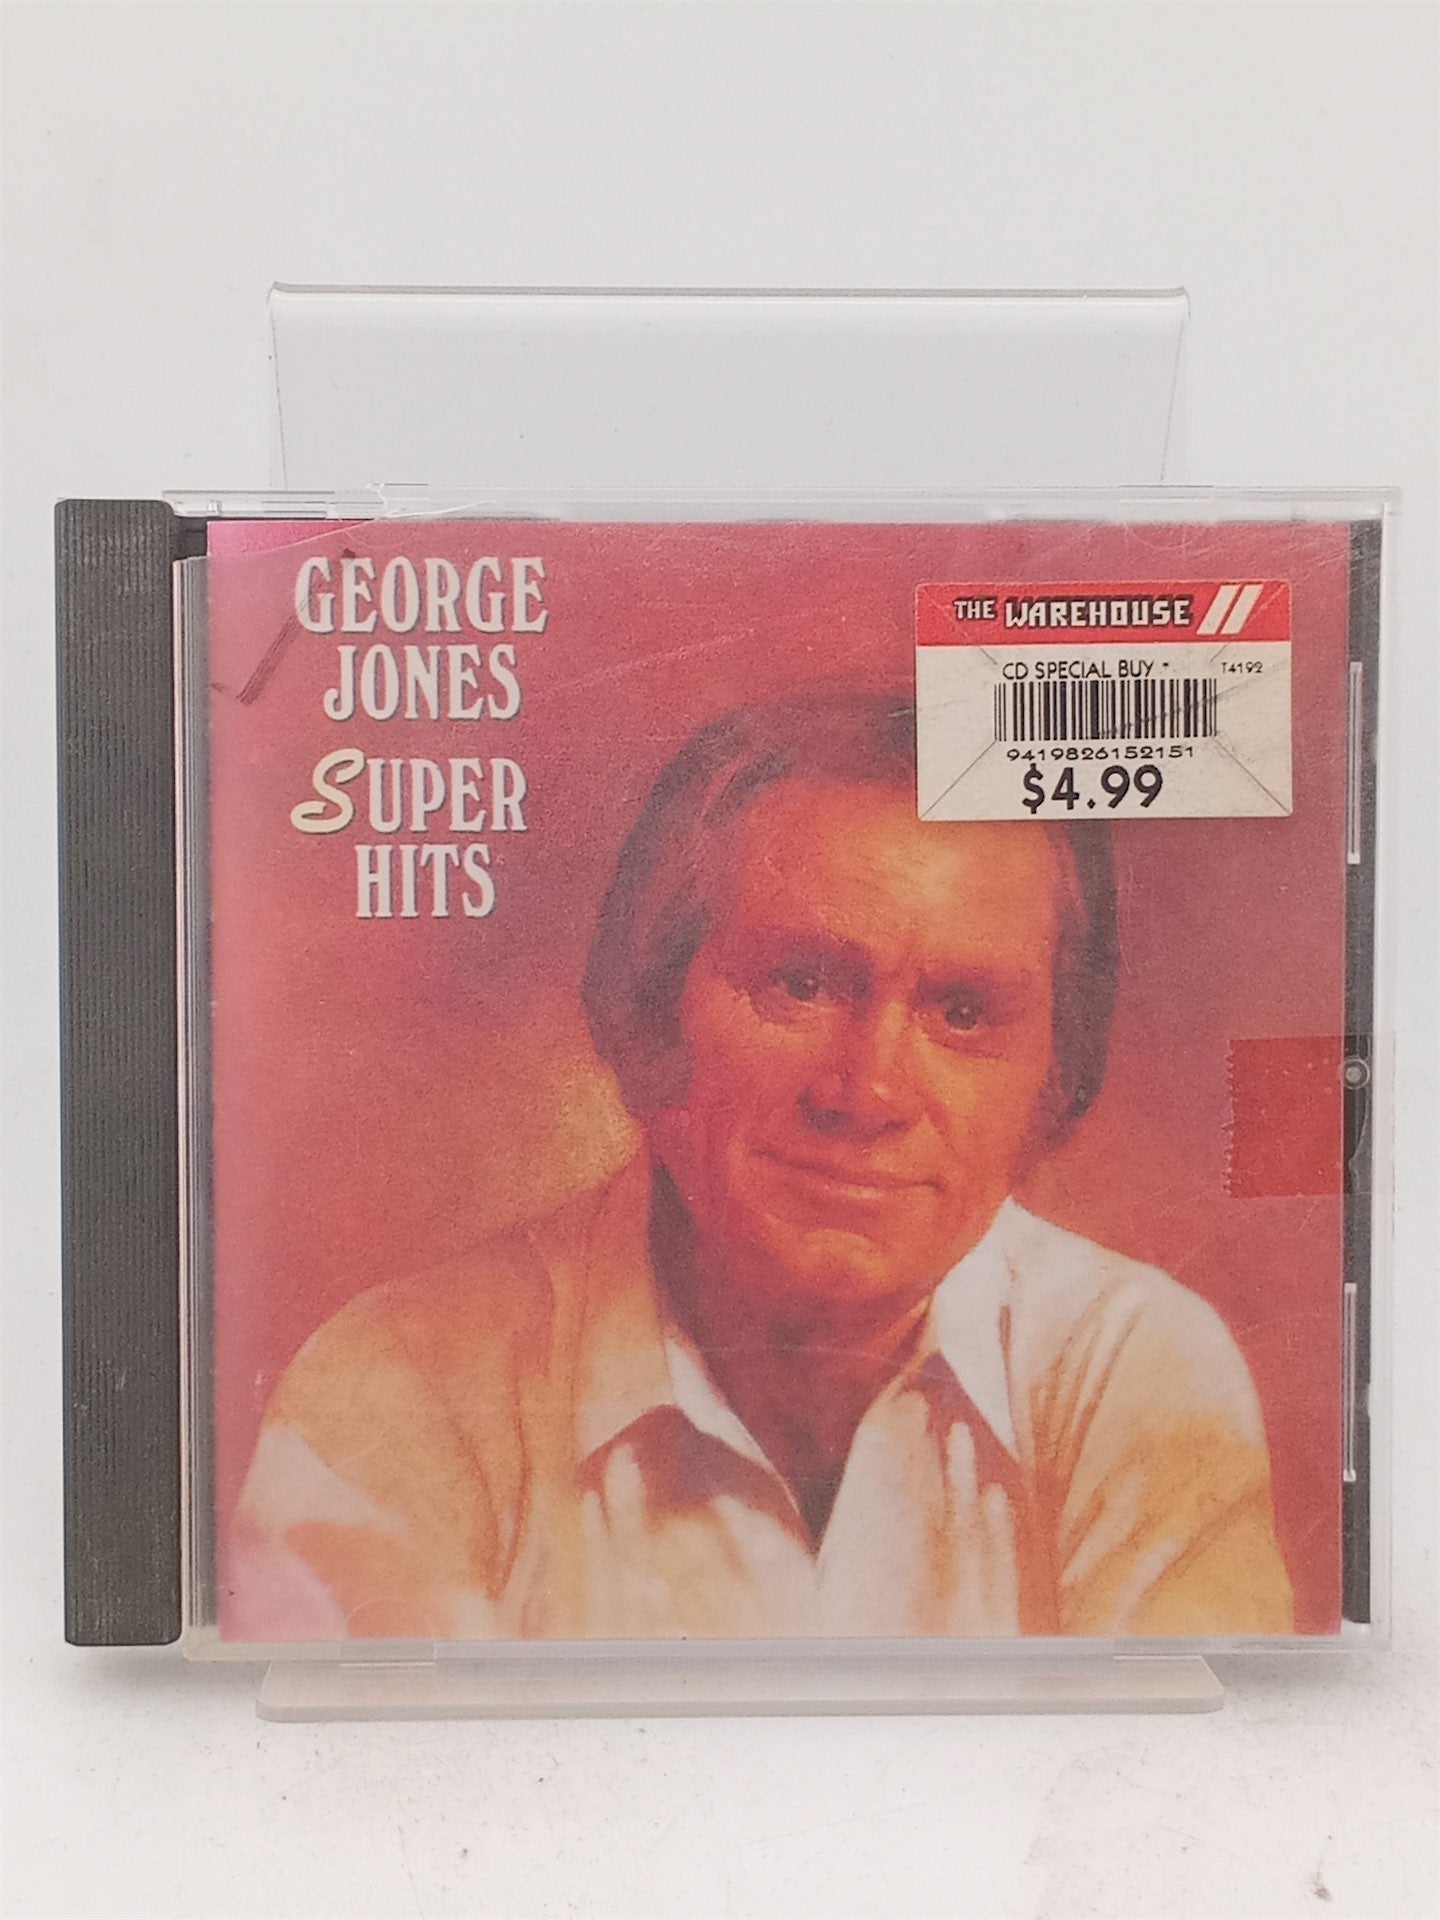 GEORGE
JONES
SUPER
HITS
THE WAREHOUSE
CD SPECIAL BUY -
T4192
9419826152151
$4.99